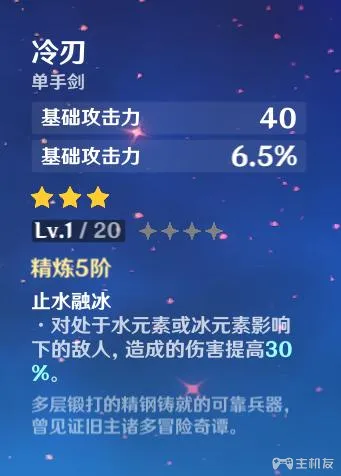 冷刃
单手剑
基础攻击力 40
基础攻击力 6.5%
Lv.1 / 20
精炼5阶
止水融冰
·对处于水元素或冰元素影响
下的敌人，造成的伤害提高30
%。
多层锻打的精钢铸就的可靠兵器，
曾见证旧主诸多冒险奇谭。
主机友